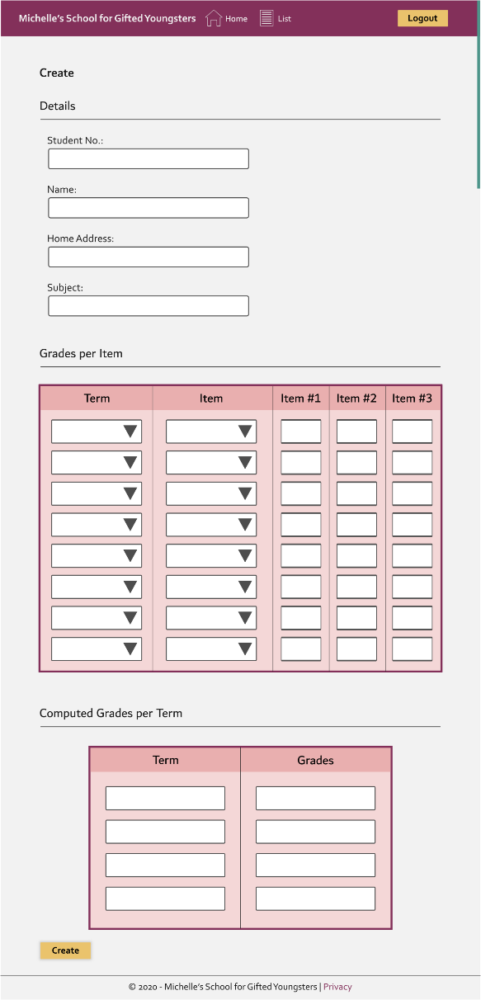 Michelle's School for Gifted Youngsters Home List Logout
Create
Details
Student No.:
Name:
Home Address:
Subject:
Grades per Item
Term Item Item #1 Item #2 Item #3
Computed Grades per Term
Term Grades
Create
© 2020 - Michelle's School for Gifted Youngsters | Privacy